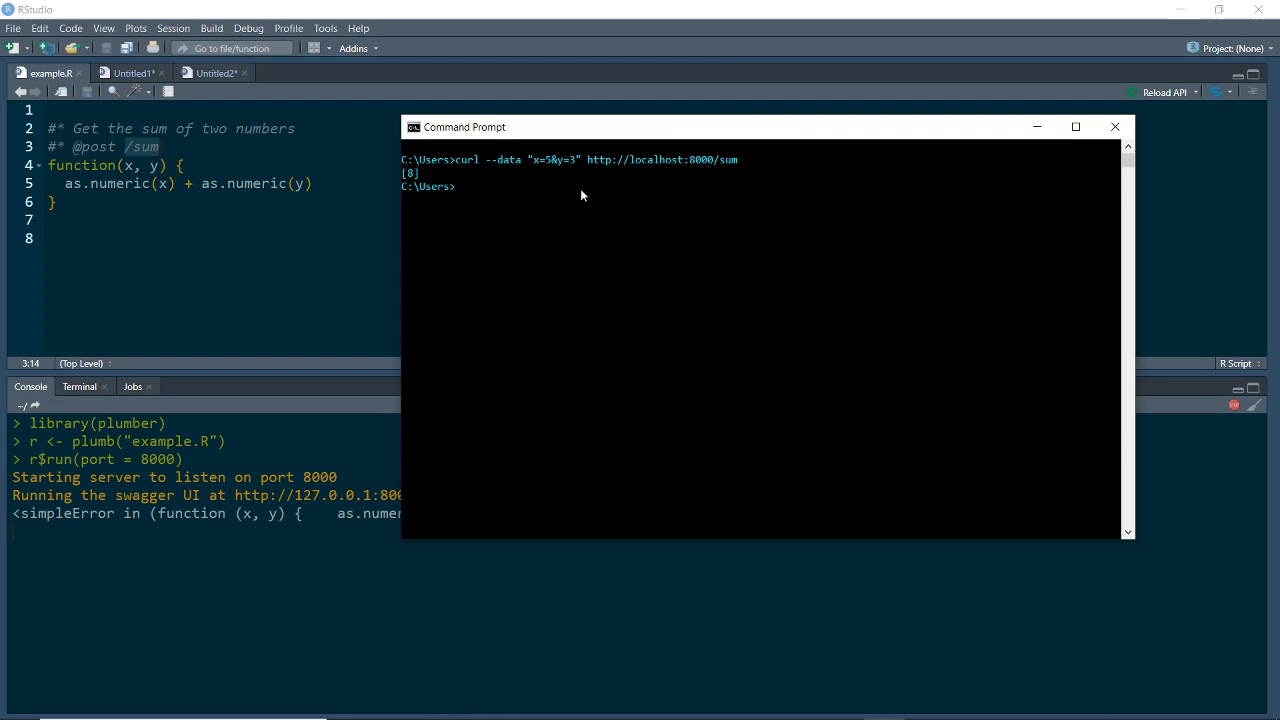 RStudio
File Edit Code View Plots Session Build Debug Profile Tools Help
Go to file/function Addins Project: (None)
example.R Untitled1* Untitled2*
Reload API
1
2 #* Get the sum of two numbers
3 #* @post /sum
4 function(x, y) {
5 as.numeric(x) + as.numeric(y)
6 }
7
8
3:14 (Top Level) R Script
Command Prompt
C:\Users>curl --data "x=5&y=3" http://localhost:8000/sum
[8]
C:\Users>
Console Terminal Jobs
~/
> library(plumber)
> r <- plumb("example.R")
> r$run(port = 8000)
Starting server to listen on port 8000
Running the swagger UI at http://127.0.0.1:800
<simpleError in (function (x, y) { as.numer